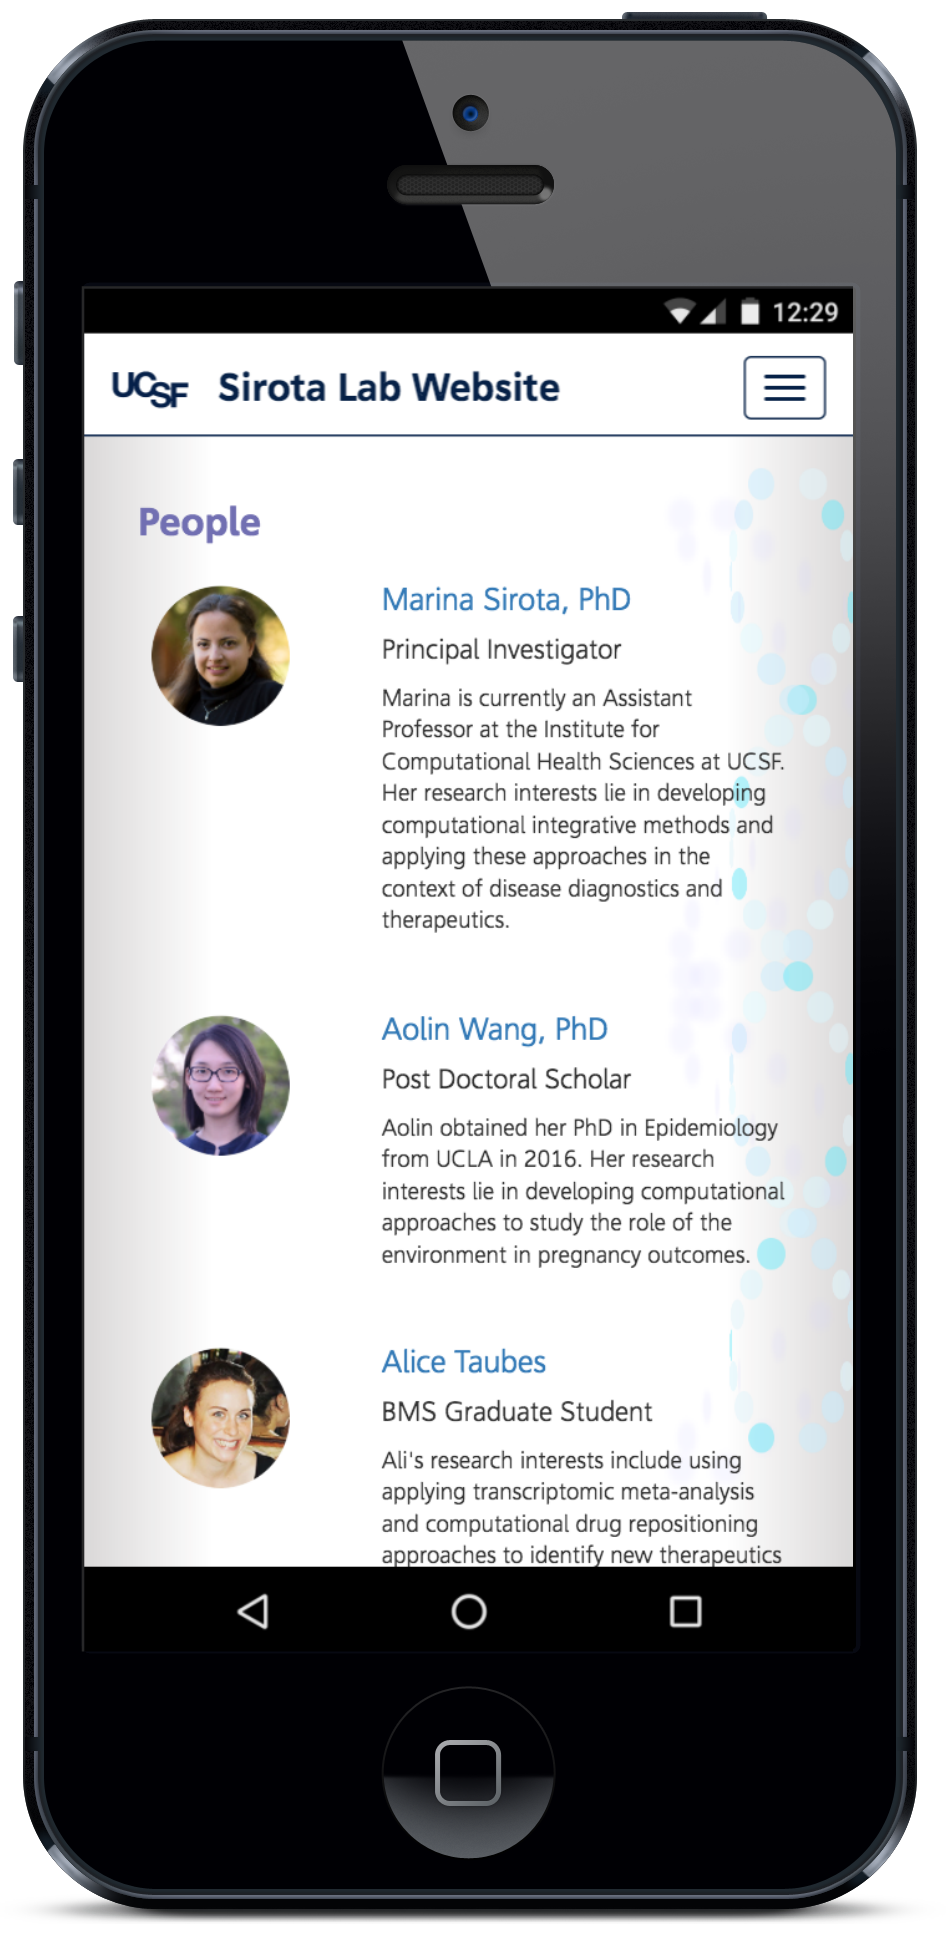 12:29
UCSF Sirota Lab Website
People
Marina Sirota, PhD
Principal Investigator
Marina is currently an Assistant
Professor at the Institute for
Computational Health Sciences at UCSF.
Her research interests lie in developing
computational integrative methods and
applying these approaches in the
context of disease diagnostics and
therapeutics.
Aolin Wang, PhD
Post Doctoral Scholar
Aolin obtained her PhD in Epidemiology
from UCLA in 2016. Her research
interests lie in developing computational
approaches to study the role of the
environment in pregnancy outcomes.
Alice Taubes
BMS Graduate Student
Ali's research interests include using
applying transcriptomic meta-analysis
and computational drug repositioning
approaches to identify new therapeutics